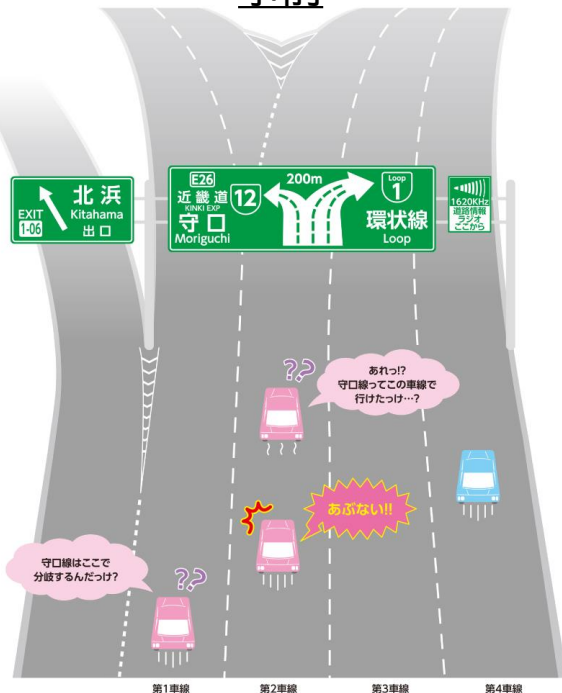 北浜
Kitahama
EXIT
1-06
出口
E26
近畿道
KINKI EXP
守口
Moriguchi
12
200m
Loop
1
環状線
Loop
1620KHz
道路情報
ラジオ
ここから
??
あれっ!?
守口線ってこの車線で
行けたっけ…?
あぶない!!
守口線はここで
分岐するんだっけ?
??
第1車線
第2車線
第3車線
第4車線